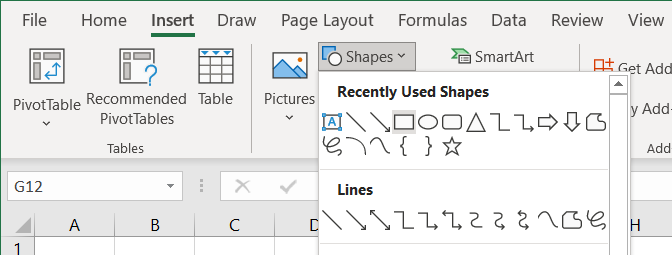 File Home Insert Draw Page Layout Formulas Data Review View
Shapes SmartArt
PivotTable Recommended PivotTables Table Pictures Get Add-
y Add-
Tables Add
Recently Used Shapes
A
{ }
G12
Lines
A B C D H
1